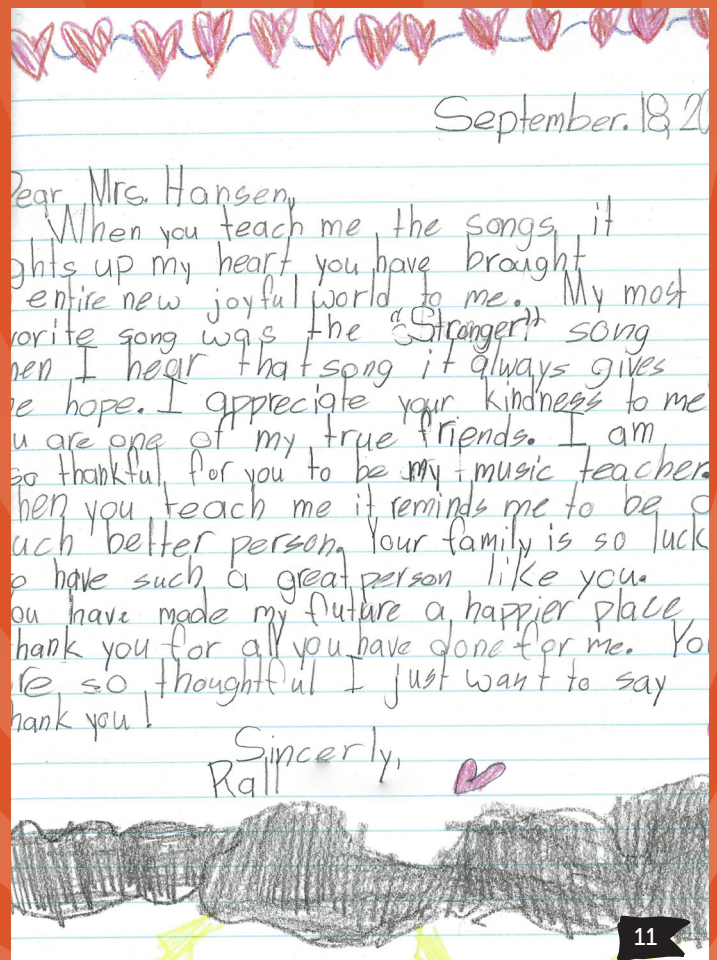 September. 18, 20
ear Mrs. Hansen,
When you teach me the songs it
ghts up my heart you have brought
entire new joyful world to me. My most
vorite song was the "Stronger" song
hen I hear that song it always gives
e hope. I appreciate your kindness to me
u are one of my true friends. I am
so thankful for you to be my music teacher.
hen you teach me it reminds me to be a
uch better person. Your family is so luck
o have such a great person like you.
ou have made my future a happier place
hank you for all you have done for me. Yo
re so thoughtful I just want to say
hank you!
Sincerly,
Rall
11